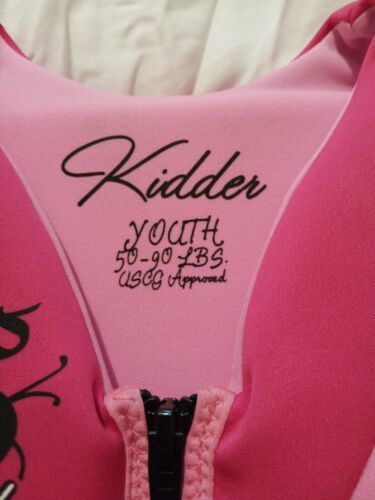 Kidder
YOUTH
50-90 LBS.
USCG Approved